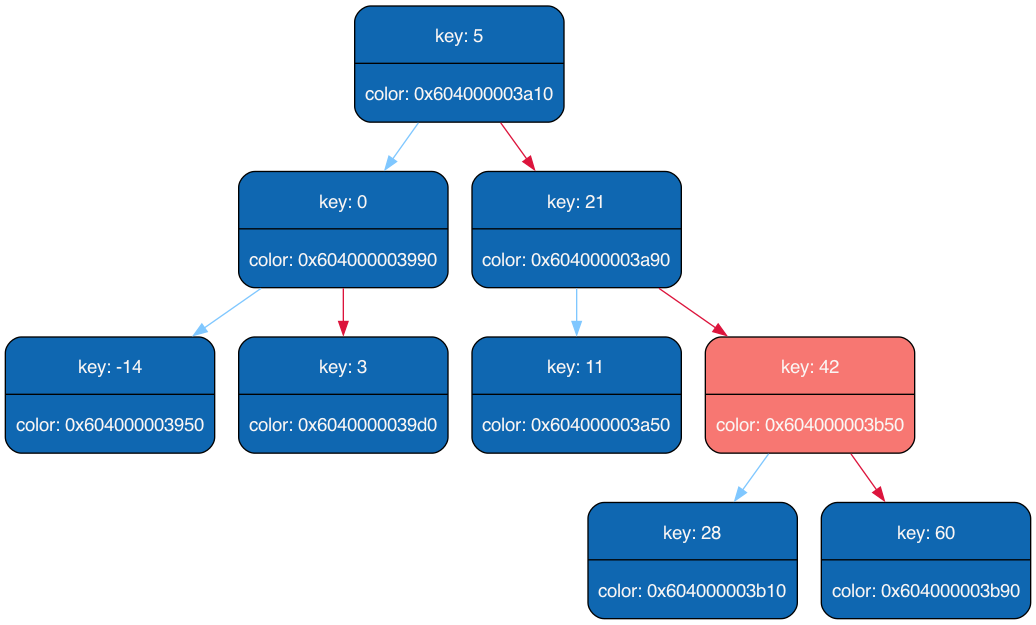 key: 5
color: 0x604000003a10
key: 0
color: 0x604000003990
key: 21
color: 0x604000003a90
key: -14
color: 0x604000003950
key: 3
color: 0x6040000039d0
key: 11
color: 0x604000003a50
key: 42
color: 0x604000003b50
key: 28
color: 0x604000003b10
key: 60
color: 0x604000003b90